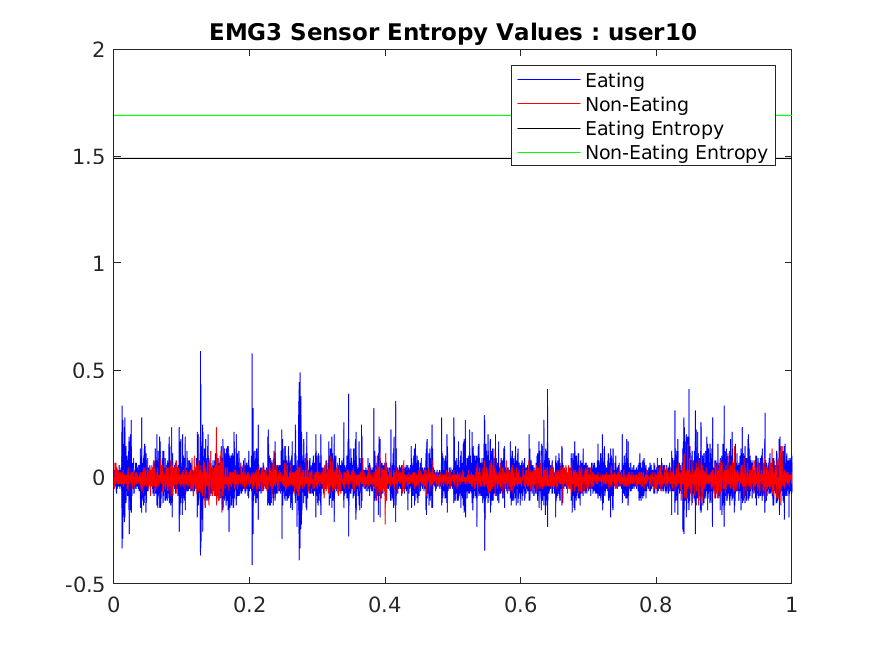 EMG3 Sensor Entropy Values : user10
2
Eating
Non-Eating
Eating Entropy
Non-Eating Entropy
1.5
1
0.5
0
-0.5
0 0.2 0.4 0.6 0.8 1